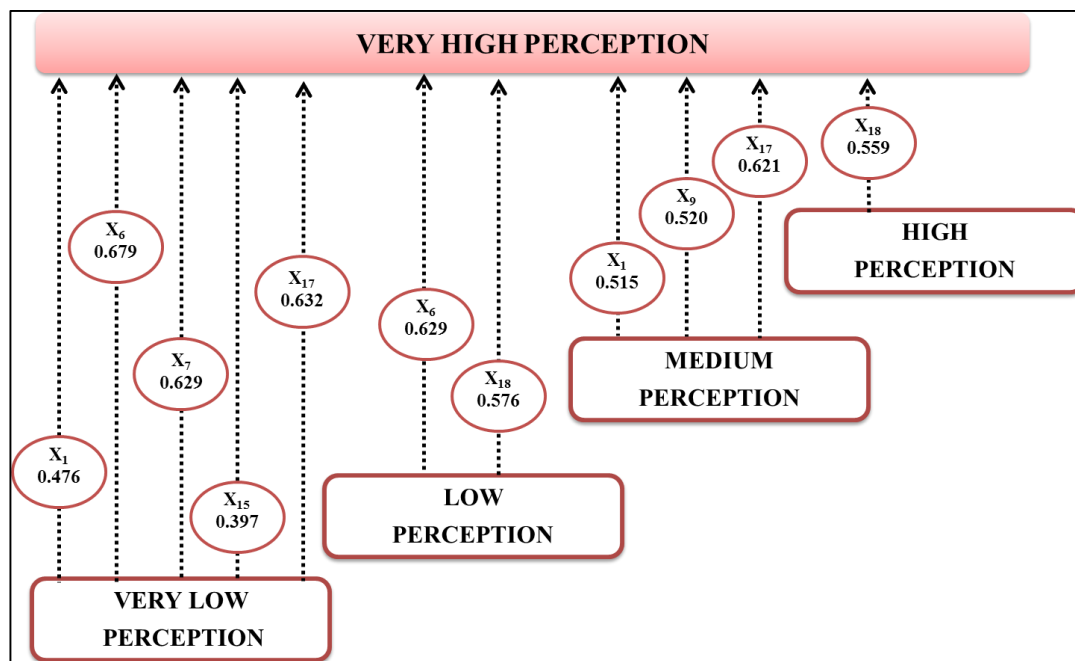 VERY HIGH PERCEPTION
X₁
0.476
X₆
0.679
X₇
0.629
X₁₅
0.397
X₁₇
0.632
X₆
0.629
X₁₈
0.576
X₁
0.515
X₉
0.520
X₁₇
0.621
X₁₈
0.559
HIGH
PERCEPTION
MEDIUM
PERCEPTION
LOW
PERCEPTION
VERY LOW
PERCEPTION